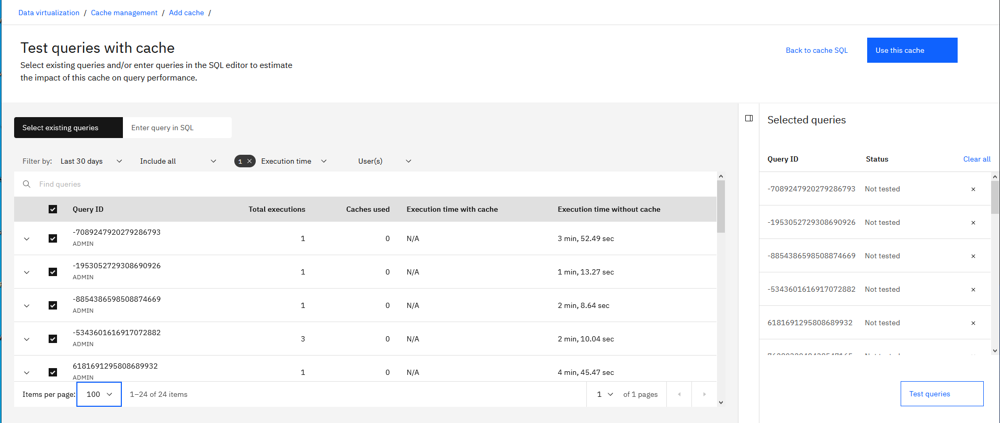 Data virtualization / Cache management / Add cache /
Test queries with cache
Select existing queries and/or enter queries in the SQL editor to estimate
the impact of this cache on query performance.
Back to cache SQL
Use this cache
Select existing queries
Enter query in SQL
Filter by: Last 30 days Include all 1 × Execution time User(s)
Find queries
Query ID Total executions Caches used Execution time with cache Execution time without cache
-7089247920279286793 1 0 N/A 3 min, 52.49 sec
ADMIN
-1953052729308690926 1 0 N/A 1 min, 13.27 sec
ADMIN
-8854386598508874669 1 0 N/A 2 min, 8.64 sec
ADMIN
-5343601616917072882 3 0 N/A 2 min, 10.04 sec
ADMIN
6181691295808689932 1 0 N/A 4 min, 45.47 sec
ADMIN
Items per page: 100 1–24 of 24 items 1 of 1 pages
Selected queries
Query ID Status Clear all
-7089247920279286793 Not tested ×
-1953052729308690926 Not tested ×
-8854386598508874669 Not tested ×
-5343601616917072882 Not tested ×
6181691295808689932 Not tested ×
Test queries